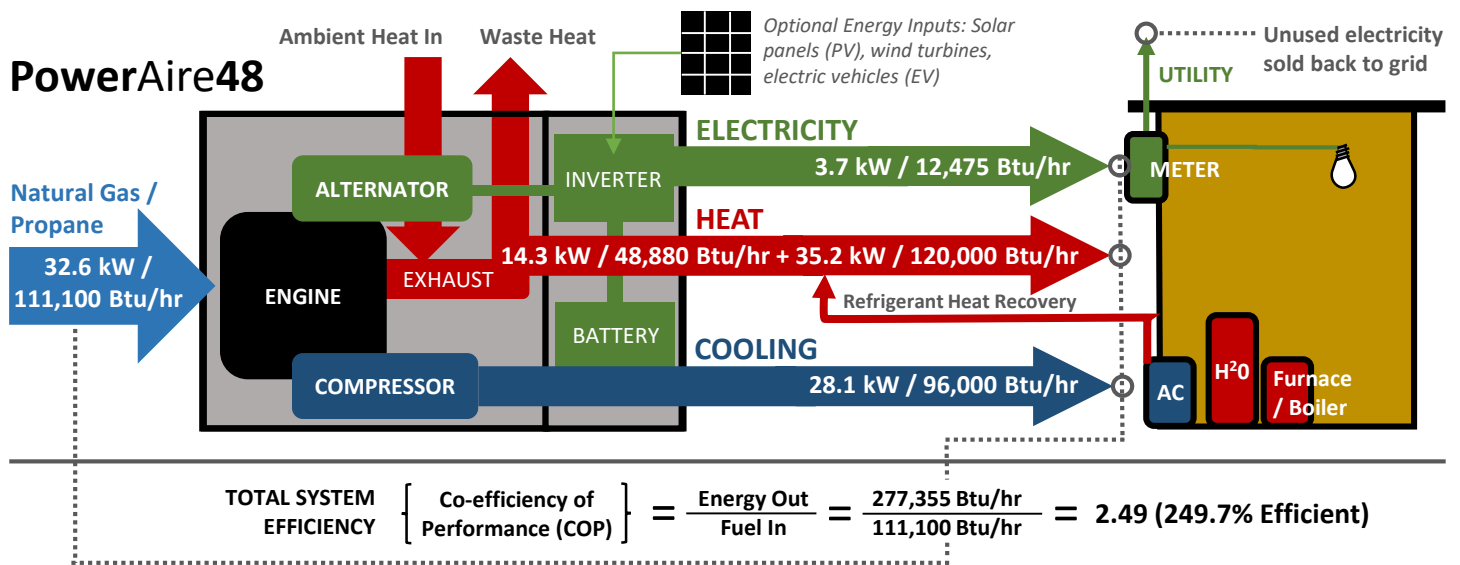 PowerAire48
Ambient Heat In
Waste Heat
Optional Energy Inputs: Solar
panels (PV), wind turbines,
electric vehicles (EV)
Unused electricity
sold back to grid
UTILITY
Natural Gas /
Propane
32.6 kW /
111,100 Btu/hr
ALTERNATOR
INVERTER
ELECTRICITY
3.7 kW / 12,475 Btu/hr
METER
ENGINE
EXHAUST
HEAT
14.3 kW / 48,880 Btu/hr + 35.2 kW / 120,000 Btu/hr
Refrigerant Heat Recovery
BATTERY
COMPRESSOR
COOLING
28.1 kW / 96,000 Btu/hr
AC
H²0
Furnace
/ Boiler
TOTAL SYSTEM
EFFICIENCY
Co-efficiency of
Performance (COP)
=
Energy Out
Fuel In
=
277,355 Btu/hr
111,100 Btu/hr
=
2.49 (249.7% Efficient)